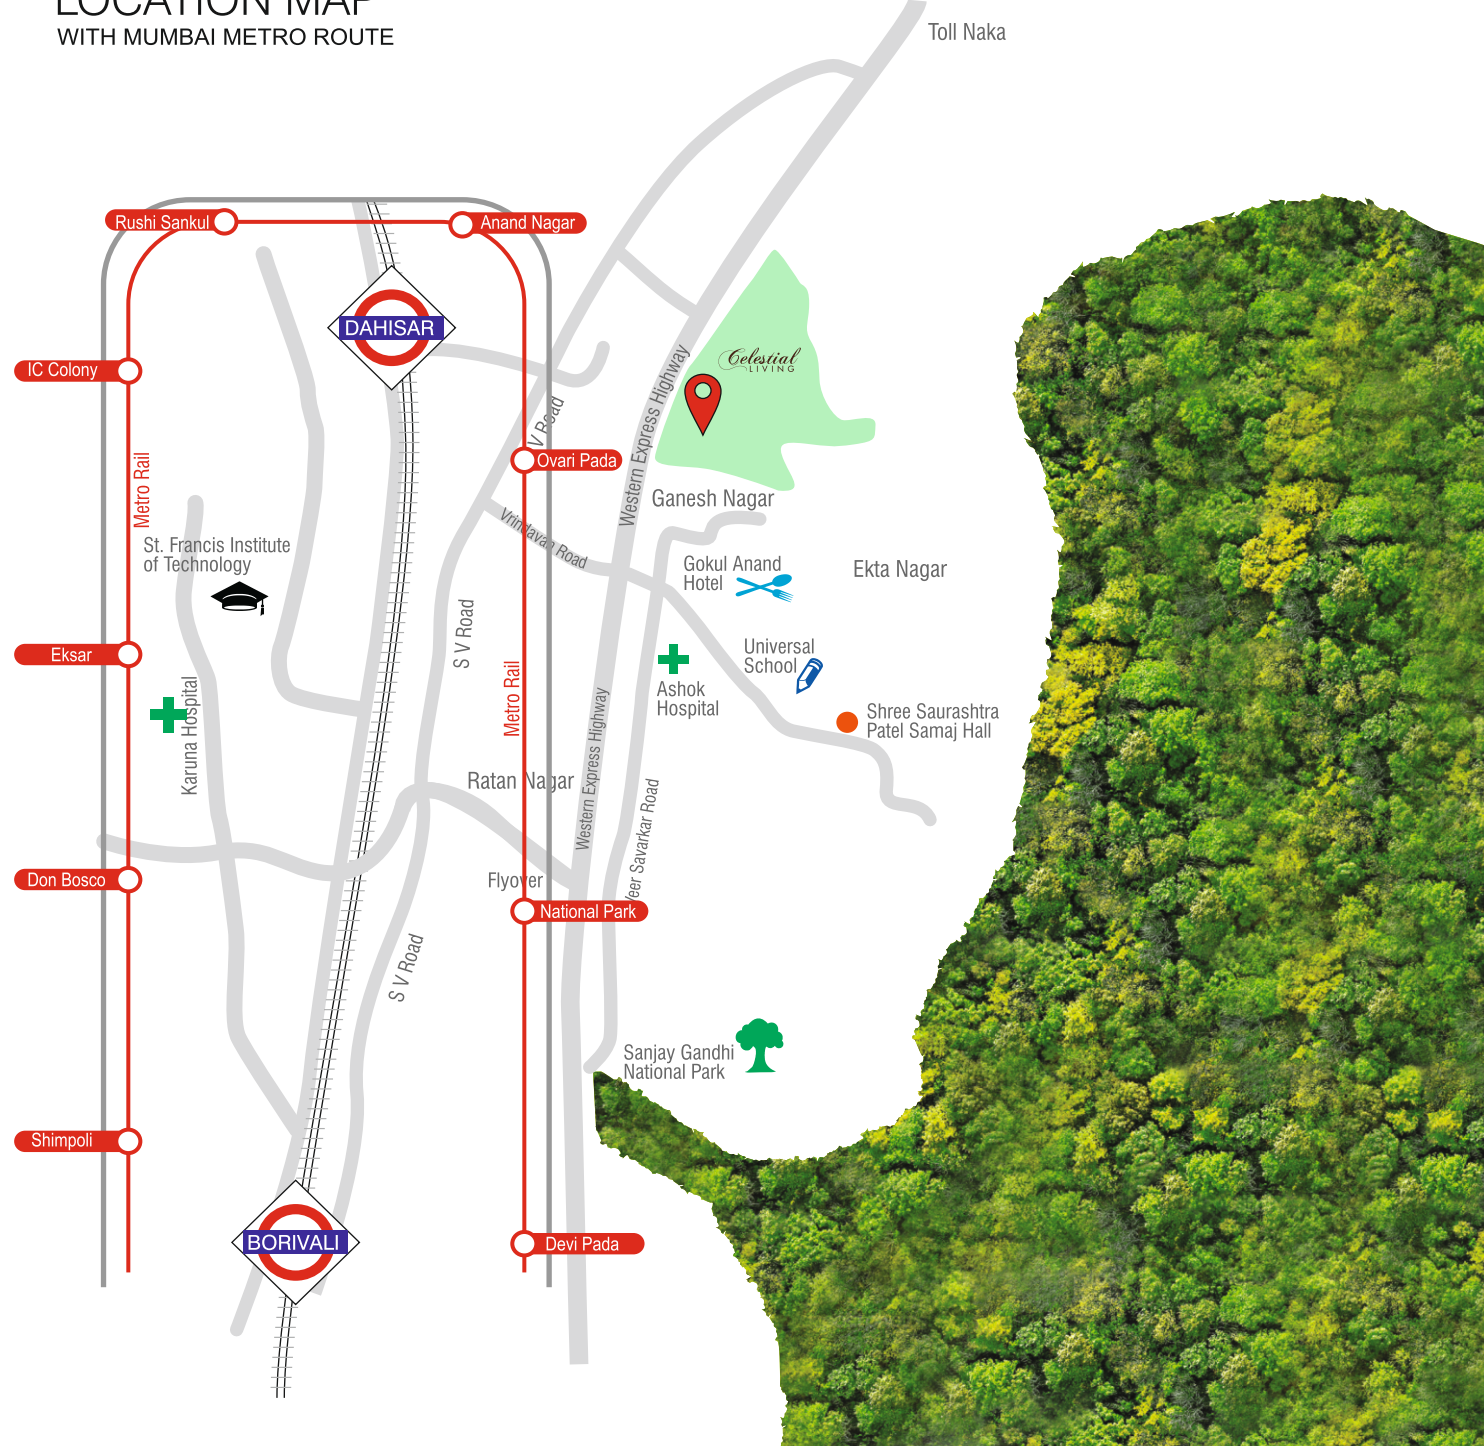 LOCATION MAP
WITH MUMBAI METRO ROUTE
Toll Naka
Rushi Sankul
Anand Nagar
DAHISAR
Celestial
LIVING
IC Colony
Western Express Highway
V Road
Ovari Pada
Metro Rail
Ganesh Nagar
Vrindavan Road
St. Francis Institute
of Technology
Gokul Anand
Hotel
Ekta Nagar
S V Road
Eksar
Universal
School
Metro Rail
Ashok
Hospital
Karuna Hospital
Shree Saurashtra
Patel Samaj Hall
Western Express Highway
Ratan Nagar
Veer Savarkar Road
Don Bosco
Flyover
National Park
S V Road
Sanjay Gandhi
National Park
Shimpoli
BORIVALI
Devi Pada